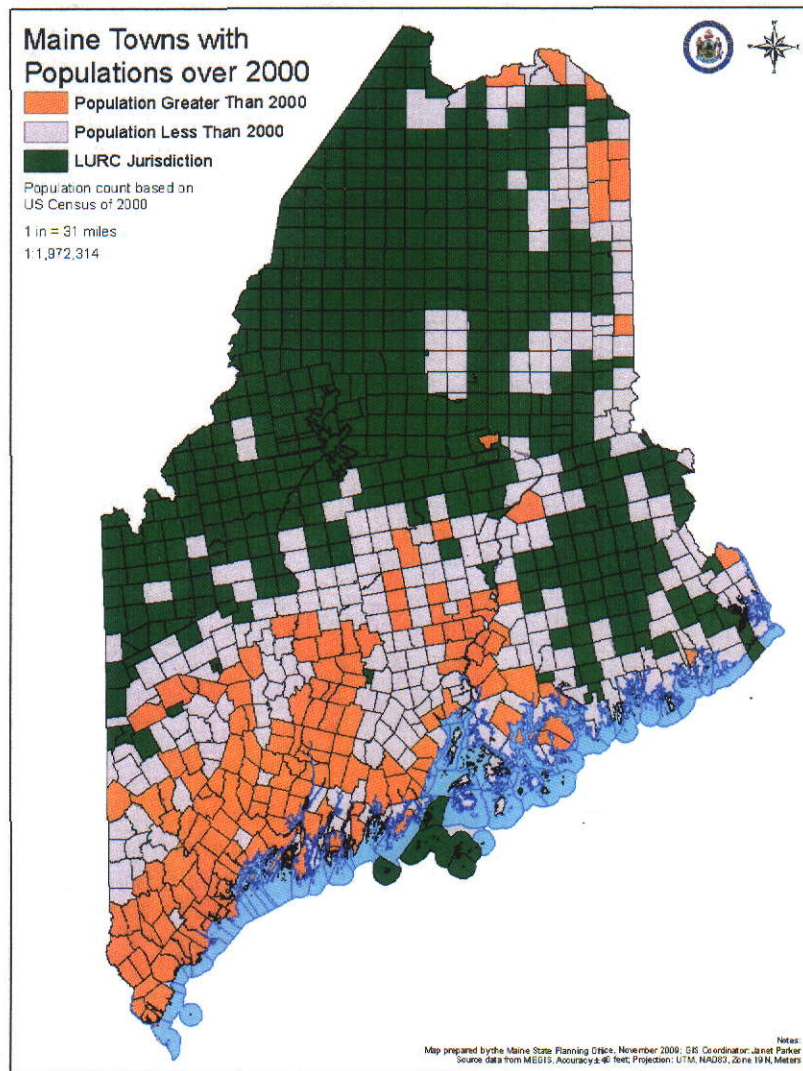 Maine Towns with
Populations over 2000
Population Greater Than 2000
Population Less Than 2000
LURC Jurisdiction
Population count based on
US Census of 2000
1 in = 31 miles
1:1,972,314
Notes:
Map prepared by the Maine State Planning Office, November 2009; GIS Coordinator: Janet Parker
Source data from MEGIS, Accuracy ± 40 feet; Projection: UTM, NAD83, Zone 19N, Meters